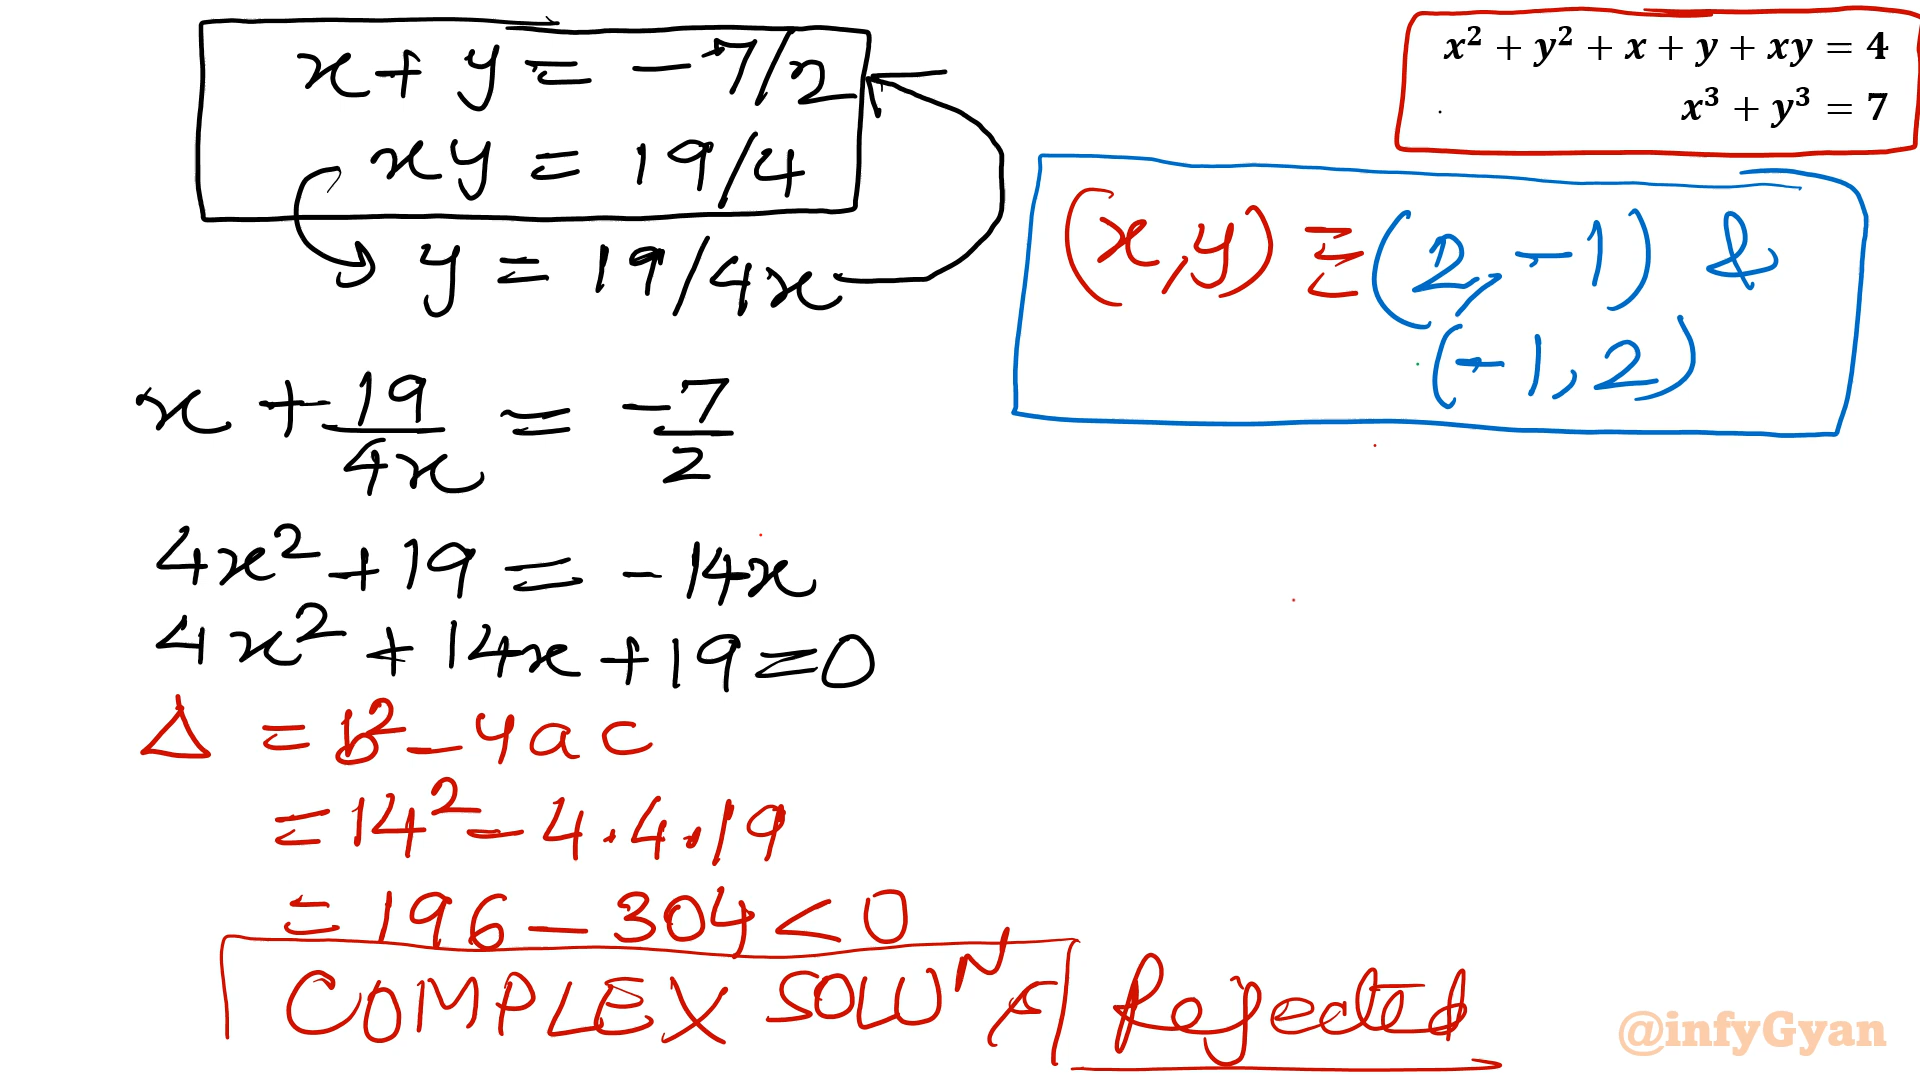 x + y = -7/2
xy = 19/4
y = 19/4x
x + 19/4x = -7/2
4x² + 19 = -14x
4x² + 14x + 19 = 0
Δ = b² - 4ac
= 14² - 4.4.19
= 196 - 304 < 0
COMPLEX SOLUᴺS Rejected
x² + y² + x + y + xy = 4
x³ + y³ = 7
(x,y) ≡ (2, -1) &
(-1, 2)
@infyGyan